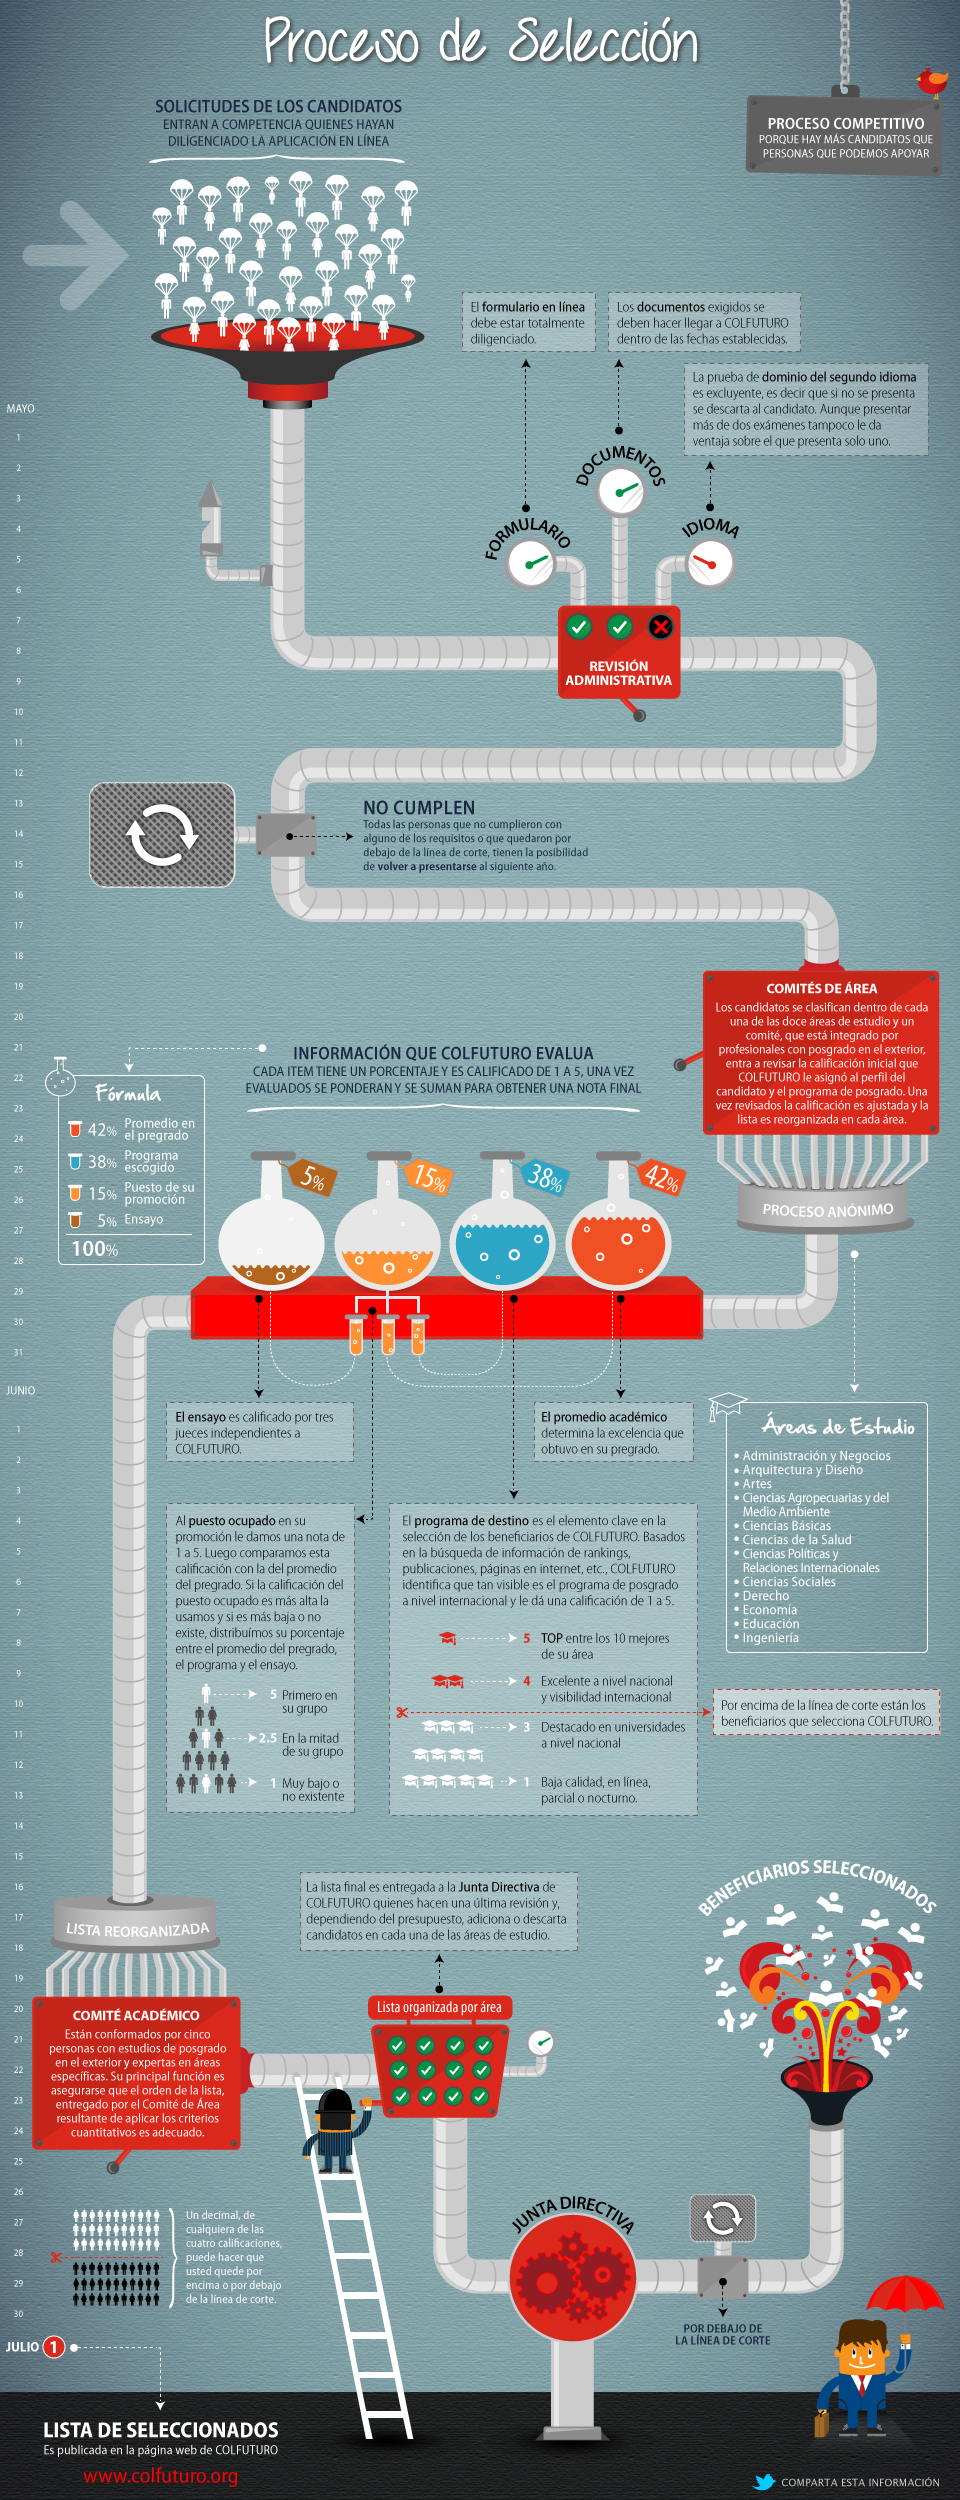 Proceso de Selección
SOLICITUDES DE LOS CANDIDATOS
ENTRAN A COMPETENCIA QUIENES HAYAN
DILIGENCIADO LA APLICACIÓN EN LÍNEA
PROCESO COMPETITIVO
PORQUE HAY MÁS CANDIDATOS QUE
PERSONAS QUE PODEMOS APOYAR
El formulario en línea
debe estar totalmente
diligenciado.
Los documentos exigidos se
deben hacer llegar a COLFUTURO
dentro de las fechas establecidas.
La prueba de dominio del segundo idioma
es excluyente, es decir que si no se presenta
se descarta al candidato. Aunque presentar
más de dos exámenes tampoco le da
ventaja sobre el que presenta solo uno.
FORMULARIO
DOCUMENTOS
IDIOMA
REVISIÓN
ADMINISTRATIVA
MAYO
1
2
3
4
5
6
7
8
9
10
11
12
13
14
15
16
17
18
19
20
21
22
23
24
25
26
27
28
29
30
31
NO CUMPLEN
Todas las personas que no cumplieron con
alguno de los requisitos o que quedaron por
debajo de la línea de corte, tienen la posibilidad
de volver a presentarse al siguiente año.
COMITÉS DE ÁREA
Los candidatos se clasifican dentro de cada
una de las doce áreas de estudio y un
comité, que está integrado por
profesionales con posgrado en el exterior,
entra a revisar la calificación inicial que
COLFUTURO le asignó al perfil del
candidato y el programa de posgrado. Una
vez revisados la calificación es ajustada y la
lista es reorganizada en cada área.
PROCESO ANÓNIMO
INFORMACIÓN QUE COLFUTURO EVALUA
CADA ITEM TIENE UN PORCENTAJE Y ES CALIFICADO DE 1 A 5, UNA VEZ
EVALUADOS SE PONDERAN Y SE SUMAN PARA OBTENER UNA NOTA FINAL
Fórmula
42% Promedio en
el pregrado
38% Programa
escogido
15% Puesto de su
promoción
5% Ensayo
100%
5%
15%
38%
42%
El ensayo es calificado por tres
jueces independientes a
COLFUTURO.
El promedio académico
determina la excelencia que
obtuvo en su pregrado.
Áreas de Estudio
• Administración y Negocios
• Arquitectura y Diseño
• Artes
• Ciencias Agropecuarias y del
Medio Ambiente
• Ciencias Básicas
• Ciencias de la Salud
• Ciencias Políticas y
Relaciones Internacionales
• Ciencias Sociales
• Derecho
• Economía
• Educación
• Ingeniería
Al puesto ocupado en su
promoción le damos una nota de
1 a 5. Luego comparamos esta
calificación con la del promedio
del pregrado. Si la calificación del
puesto ocupado es más alta la
usamos y si es más baja o no
existe, distribuímos su porcentaje
entre el promedio del pregrado,
el programa y el ensayo.
5 Primero en
su grupo
2.5 En la mitad
de su grupo
1 Muy bajo o
no existente
El programa de destino es el elemento clave en la
selección de los beneficiarios de COLFUTURO. Basados
en la búsqueda de información de rankings,
publicaciones, páginas en internet, etc., COLFUTURO
identifica que tan visible es el programa de posgrado
a nivel internacional y le dá una calificación de 1 a 5.
5 TOP entre los 10 mejores
de su área
4 Excelente a nivel nacional
y visibilidad internacional
3 Destacado en universidades
a nivel nacional
1 Baja calidad, en línea,
parcial o nocturno.
Por encima de la línea de corte están los
beneficiarios que selecciona COLFUTURO.
JUNIO
1
2
3
4
5
6
7
8
9
10
11
12
13
14
15
16
17
18
19
20
21
22
23
24
25
26
27
28
29
30
LISTA REORGANIZADA
COMITÉ ACADÉMICO
Están conformados por cinco
personas con estudios de posgrado
en el exterior y expertas en áreas
específicas. Su principal función es
asegurarse que el orden de la lista,
entregado por el Comité de Área
resultante de aplicar los criterios
cuantitativos es adecuado.
La lista final es entregada a la Junta Directiva de
COLFUTURO quienes hacen una última revisión y,
dependiendo del presupuesto, adiciona o descarta
candidatos en cada una de las áreas de estudio.
Lista organizada por área
BENEFICIARIOS SELECCIONADOS
Un decimal, de
cualquiera de las
cuatro calificaciones,
puede hacer que
usted quede por
encima o por debajo
de la línea de corte.
JUNTA DIRECTIVA
POR DEBAJO DE
LA LÍNEA DE CORTE
JULIO 1
LISTA DE SELECCIONADOS
Es publicada en la página web de COLFUTURO
www.colfuturo.org
COMPARTA ESTA INFORMACIÓN